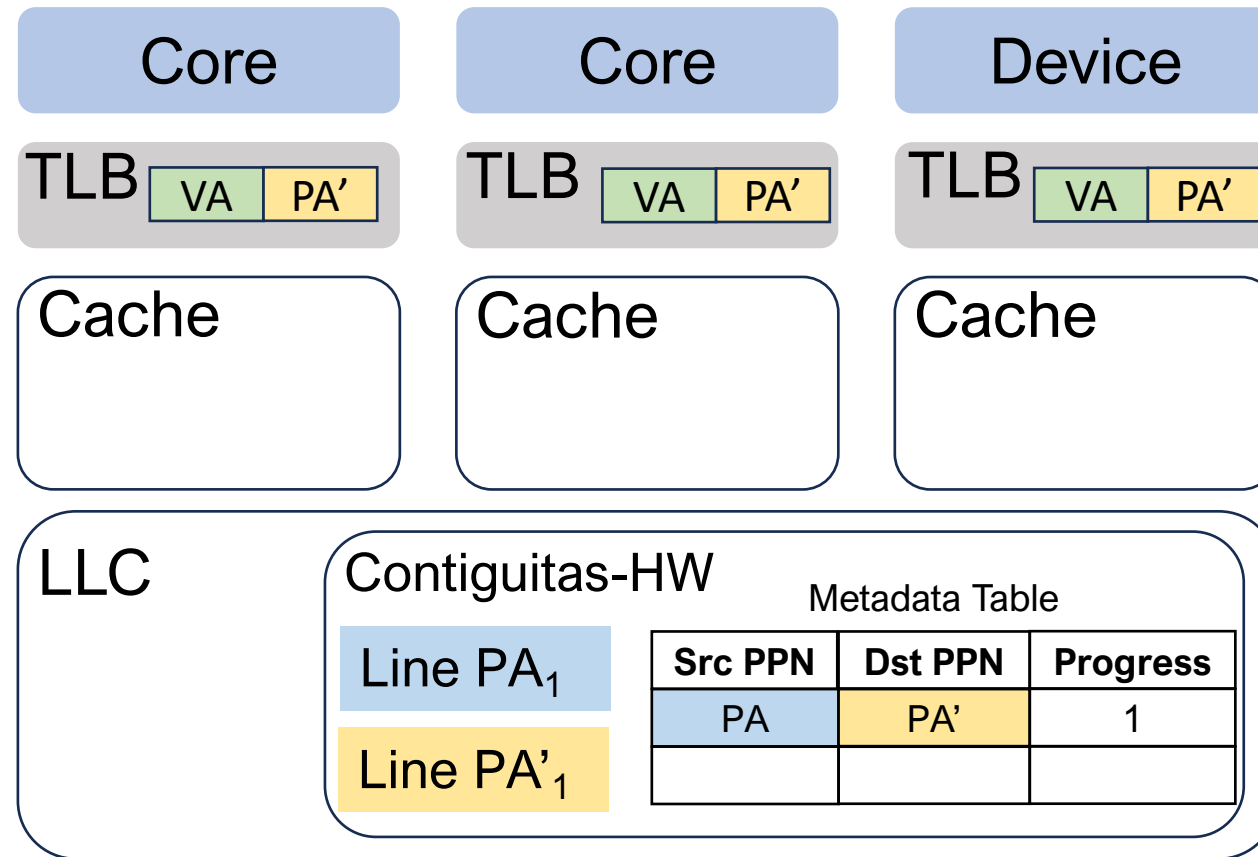 Core Core Device
TLB VA PA’ TLB VA PA’ TLB VA PA’
Cache Cache Cache
LLC
Contiguitas-HW
Metadata Table
Line PA₁
Line PA’₁
Src PPN Dst PPN Progress
PA PA' 1